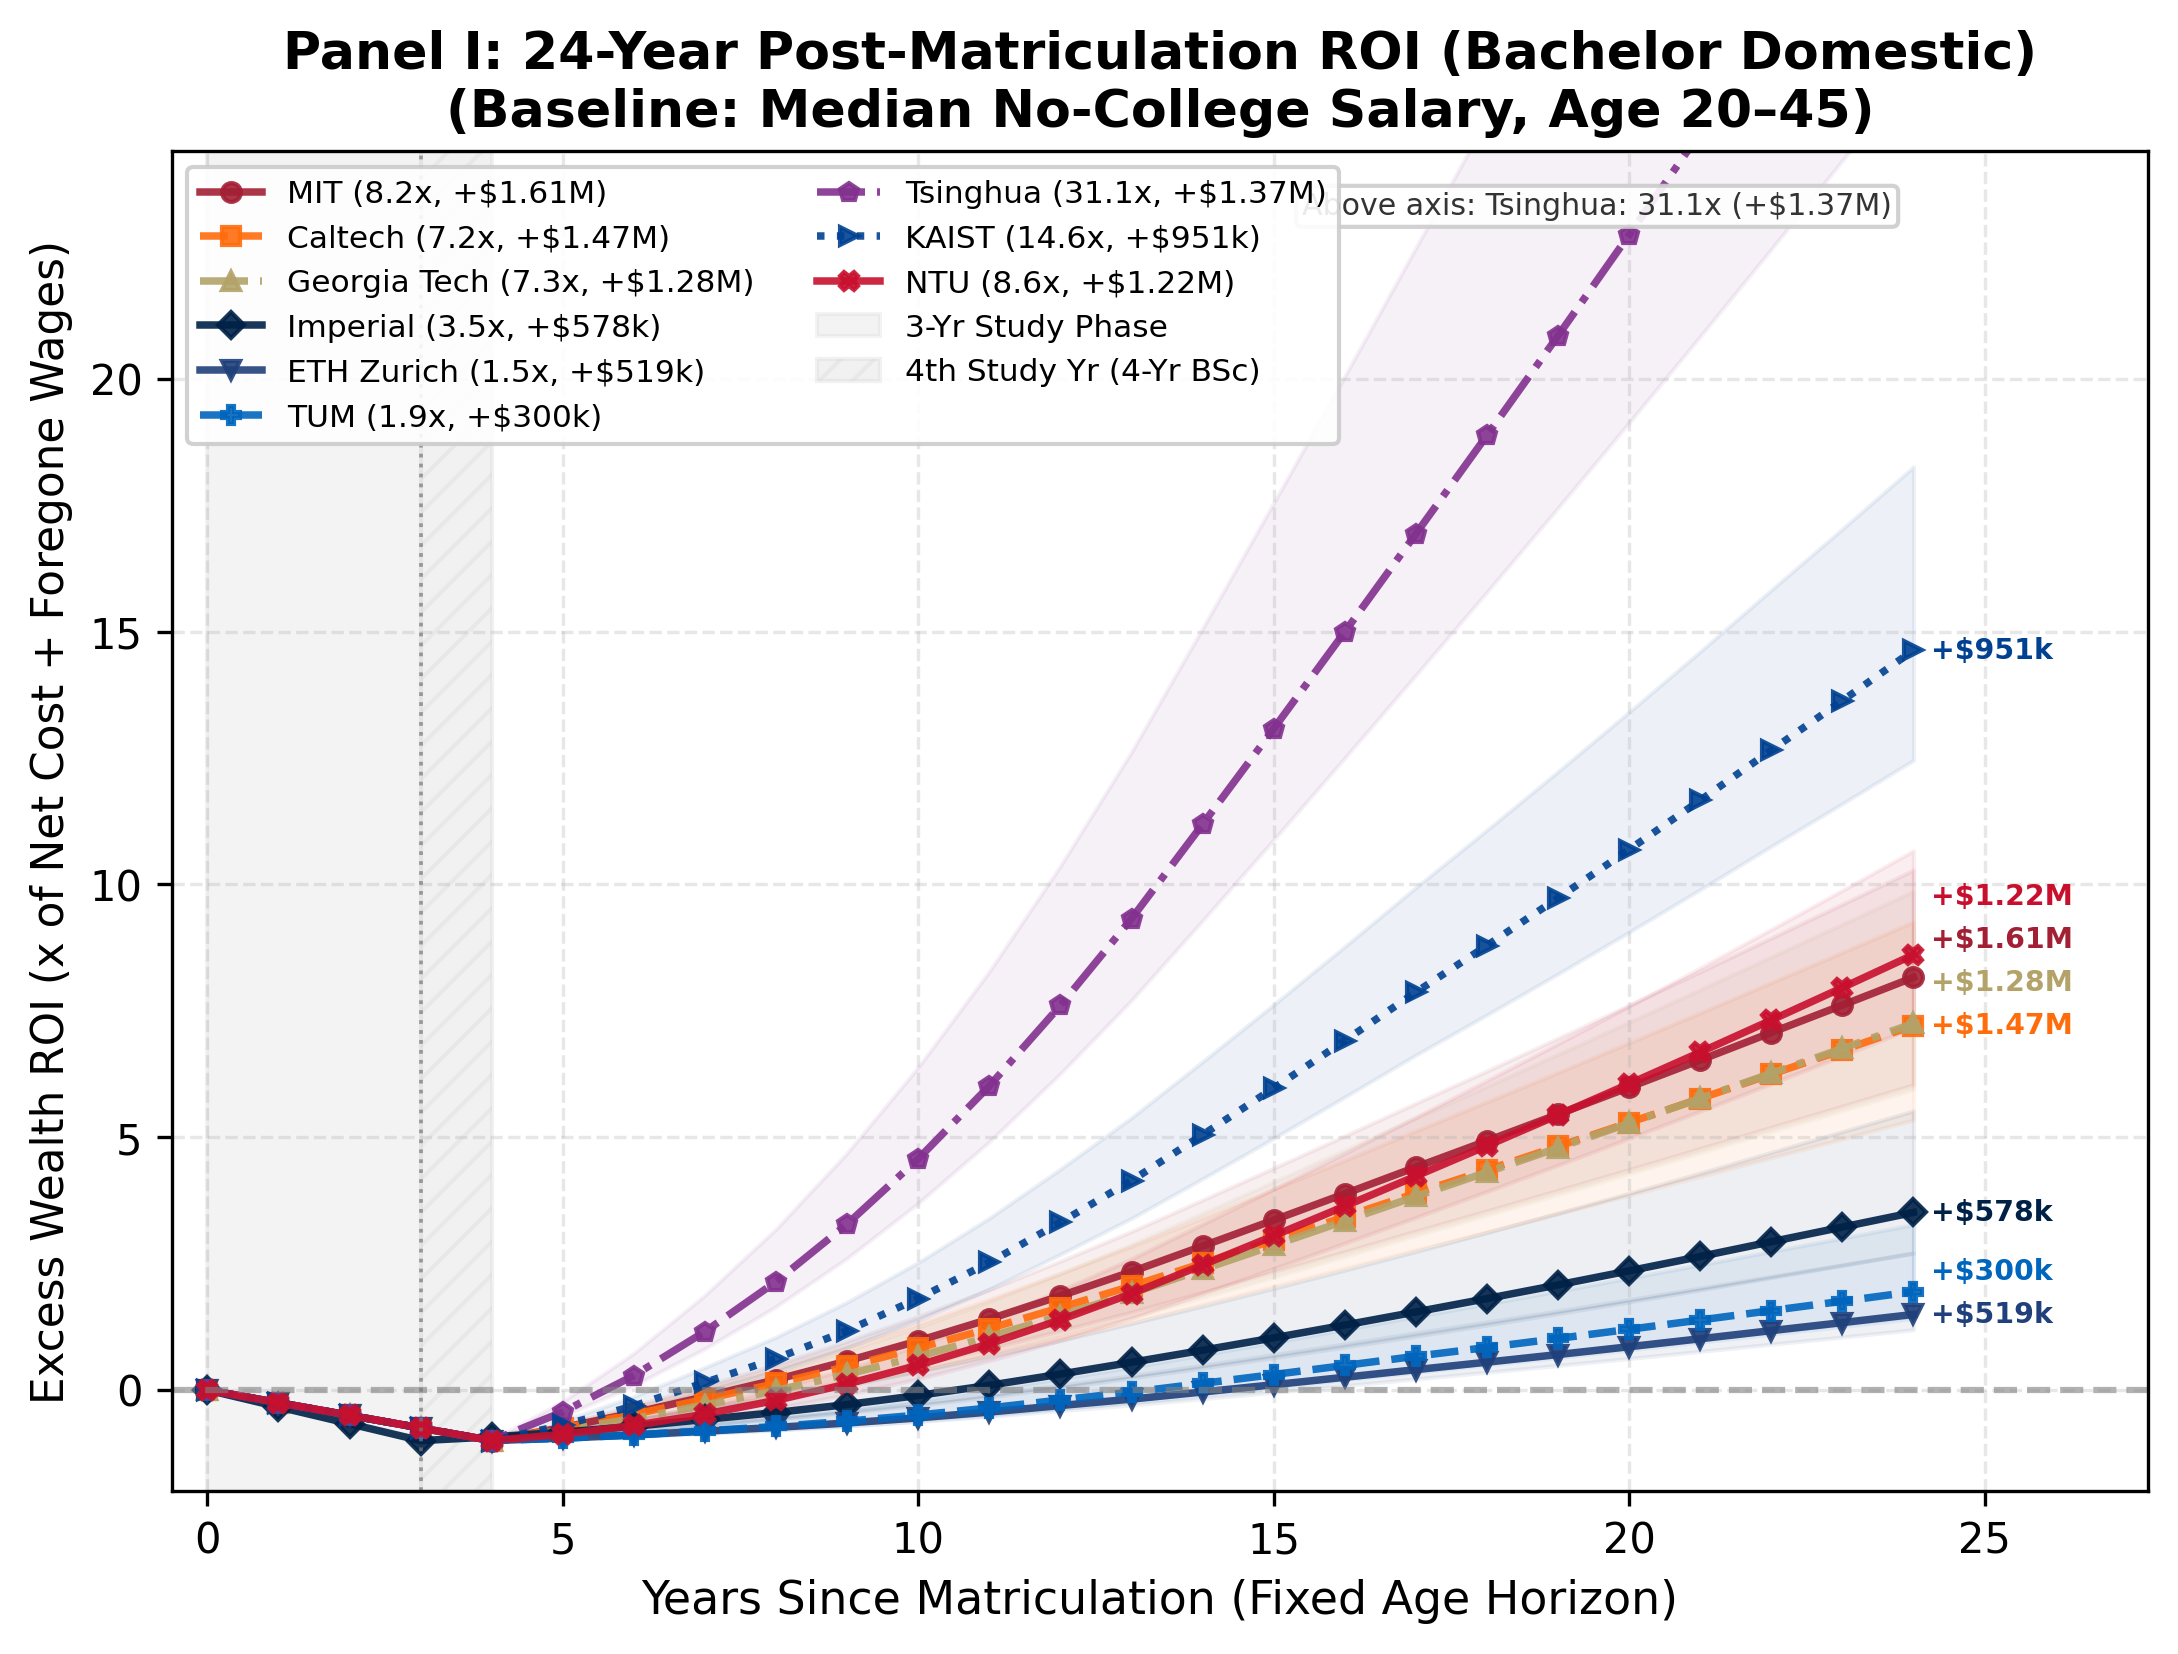 Panel I: 24-Year Post-Matriculation ROI (Bachelor Domestic)
(Baseline: Median No-College Salary, Age 20–45)
Excess Wealth ROI (x of Net Cost + Foregone Wages)
MIT (8.2x, +$1.61M)
Caltech (7.2x, +$1.47M)
Georgia Tech (7.3x, +$1.28M)
Imperial (3.5x, +$578k)
ETH Zurich (1.5x, +$519k)
TUM (1.9x, +$300k)
Tsinghua (31.1x, +$1.37M)
KAIST (14.6x, +$951k)
NTU (8.6x, +$1.22M)
3-Yr Study Phase
4th Study Yr (4-Yr BSc)
Above axis: Tsinghua: 31.1x (+$1.37M)
20
15
10
5
0
+$951k
+$1.22M
+$1.61M
+$1.28M
+$1.47M
+$578k
+$300k
+$519k
0
5
10
15
20
25
Years Since Matriculation (Fixed Age Horizon)